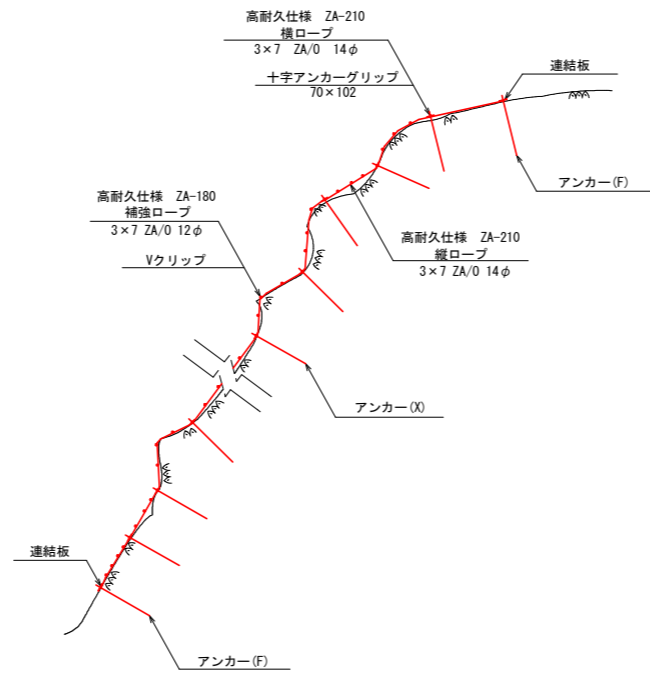 高耐久仕様 ZA-210
横ロープ
3×7 ZA/O 14φ
十字アンカーグリップ
70×102
連結板
アンカー(F)
高耐久仕様 ZA-180
補強ロープ
3×7 ZA/O 12φ
Vクリップ
高耐久仕様 ZA-210
縦ロープ
3×7 ZA/O 14φ
アンカー(X)
連結板
アンカー(F)